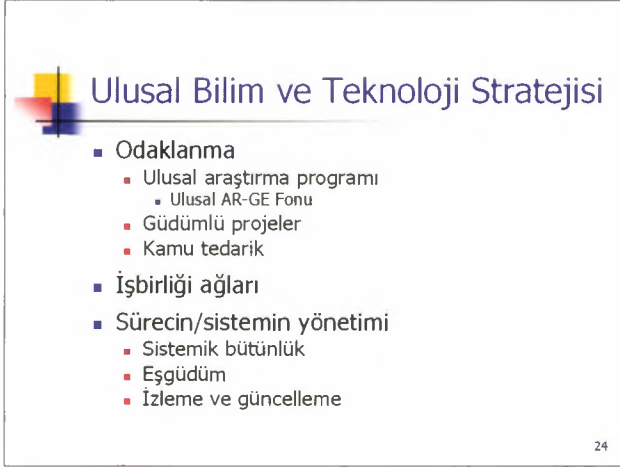 Ulusal Bilim ve Teknoloji Stratejisi
Odaklanma
Ulusal araştırma programı
Ulusal AR-GE Fonu
Güdümlü projeler
Kamu tedarik
İşbirliği ağları
Sürecin/sistemin yönetimi
Sistemik bütünlük
Eşgüdüm
İzleme ve güncelleme
24